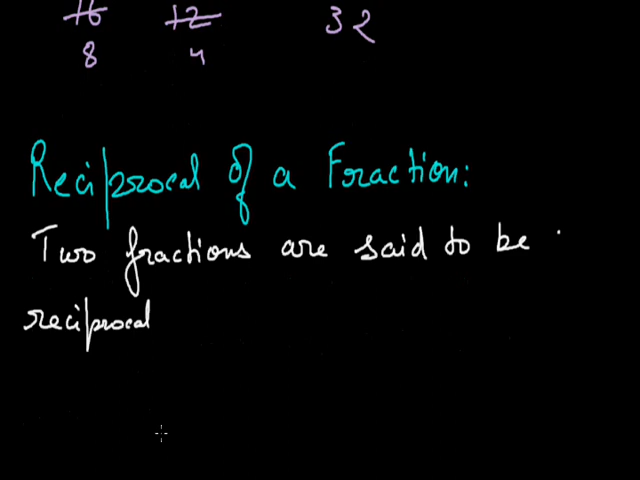 16 12 32
8 4
Reciprocal of a Fraction:
Two fractions are said to be
reciprocal